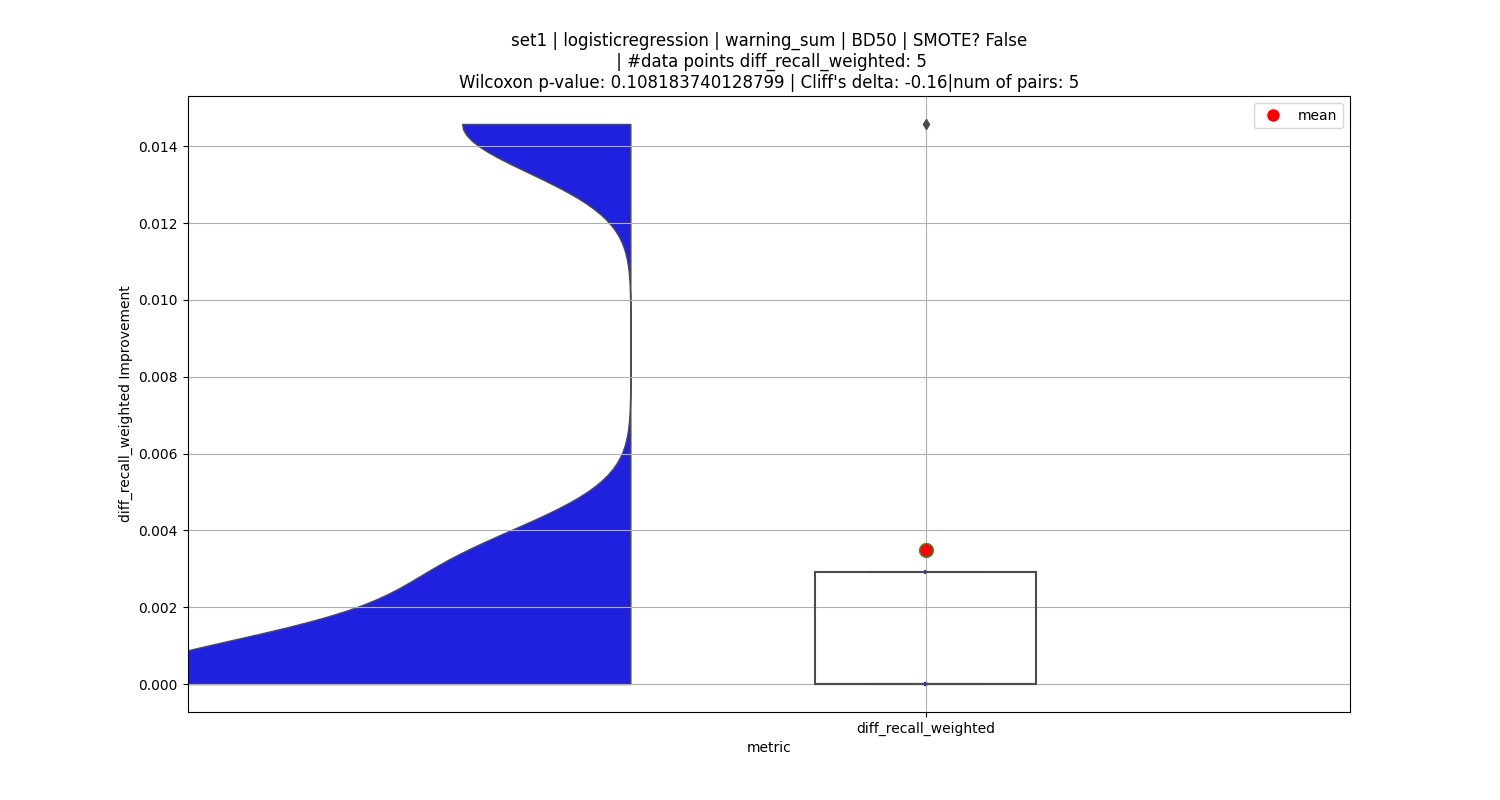 set1 | logisticregression | warning_sum | BD50 | SMOTE? False
| #data points diff_recall_weighted: 5
Wilcoxon p-value: 0.108183740128799 | Cliff's delta: -0.16|num of pairs: 5
mean
0.014
0.012
0.010
0.008
0.006
0.004
0.002
0.000
diff_recall_weighted Improvement
diff_recall_weighted
metric